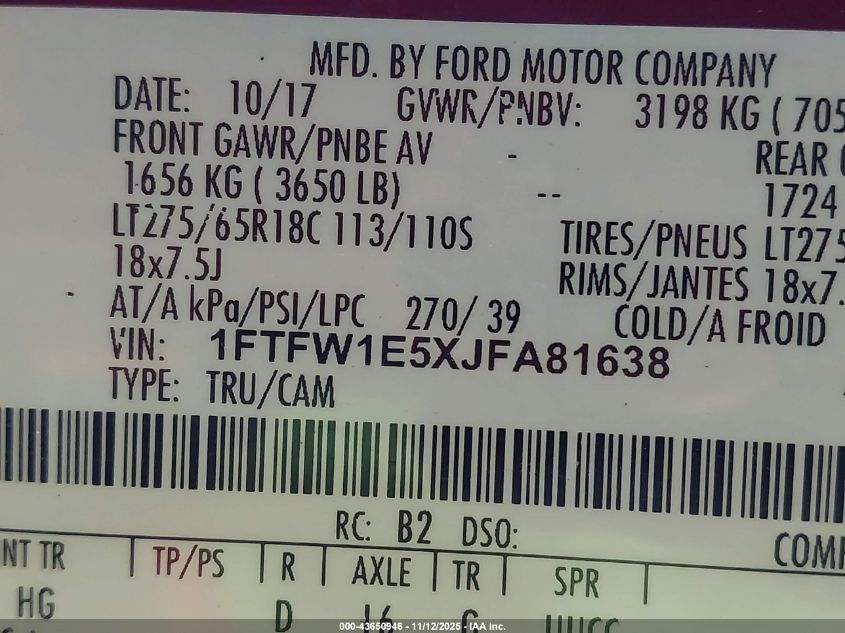 MFD. BY FORD MOTOR COMPANY
DATE: 10/17 GVWR/PNBV: 3198 KG ( 705
FRONT GAWR/PNBE AV - REAR
1656 KG ( 3650 LB) -- 1724
LT275/65R18C 113/110S TIRES/PNEUS LT275
18x7.5J RIMS/JANTES 18x7.
AT/A kPa/PSI/LPC 270/ 39 COLD/A FROID
VIN: 1FTFW1E5XJFA81638
TYPE: TRU/CAM
RC: B2 DSO:
NT TR TP/PS R AXLE TR SPR COMP
HG D
000-43650946 - 11/12/2025 - IAA Inc.